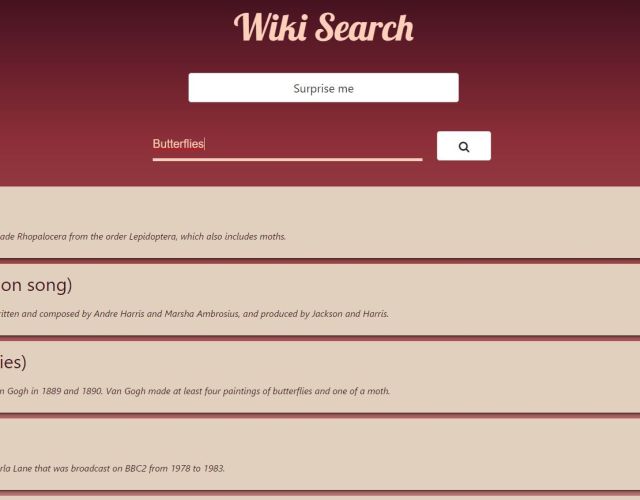 Wiki Search
Surprise me
Butterflies
ade Rhopalocera from the order Lepidoptera, which also includes moths.
on song)
ritten and composed by Andre Harris and Marsha Ambrosius, and produced by Jackson and Harris.
ies)
n Gogh in 1889 and 1890. Van Gogh made at least four paintings of butterflies and one of a moth.
rla Lane that was broadcast on BBC2 from 1978 to 1983.